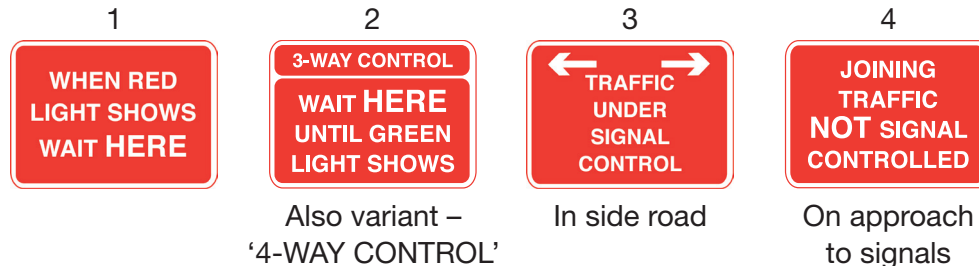 1
WHEN RED
LIGHT SHOWS
WAIT HERE
2
3-WAY CONTROL
WAIT HERE
UNTIL GREEN
LIGHT SHOWS
Also variant –
‘4-WAY CONTROL’
3
TRAFFIC
UNDER
SIGNAL
CONTROL
In side road
4
JOINING
TRAFFIC
NOT SIGNAL
CONTROLLED
On approach
to signals